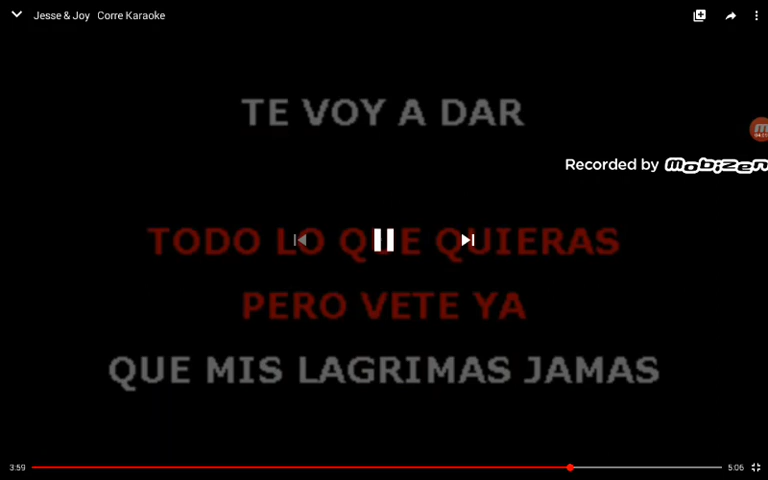 Jesse & Joy Corre Karaoke
TE VOY A DAR
Recorded by Mobizen
TODO LO QUE QUIERAS
PERO VETE YA
QUE MIS LAGRIMAS JAMAS
3:59
5:06